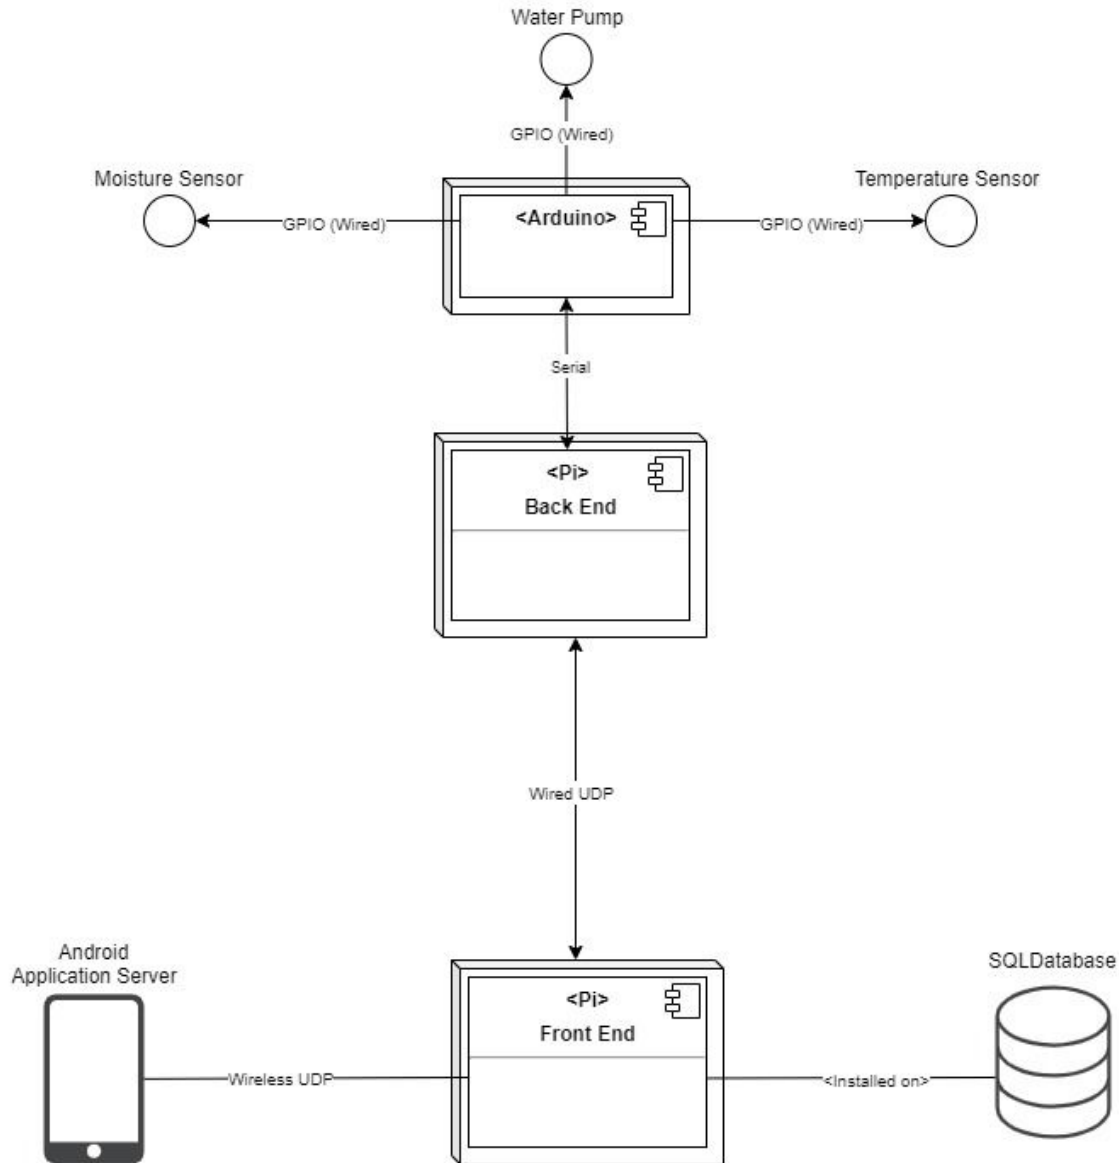 Water Pump
GPIO (Wired)
Moisture Sensor
Temperature Sensor
<Arduino>
GPIO (Wired)
GPIO (Wired)
Serial
<Pi>
Back End
Wired UDP
Android
Application Server
SQLDatabase
<Pi>
Front End
Wireless UDP
<Installed on>